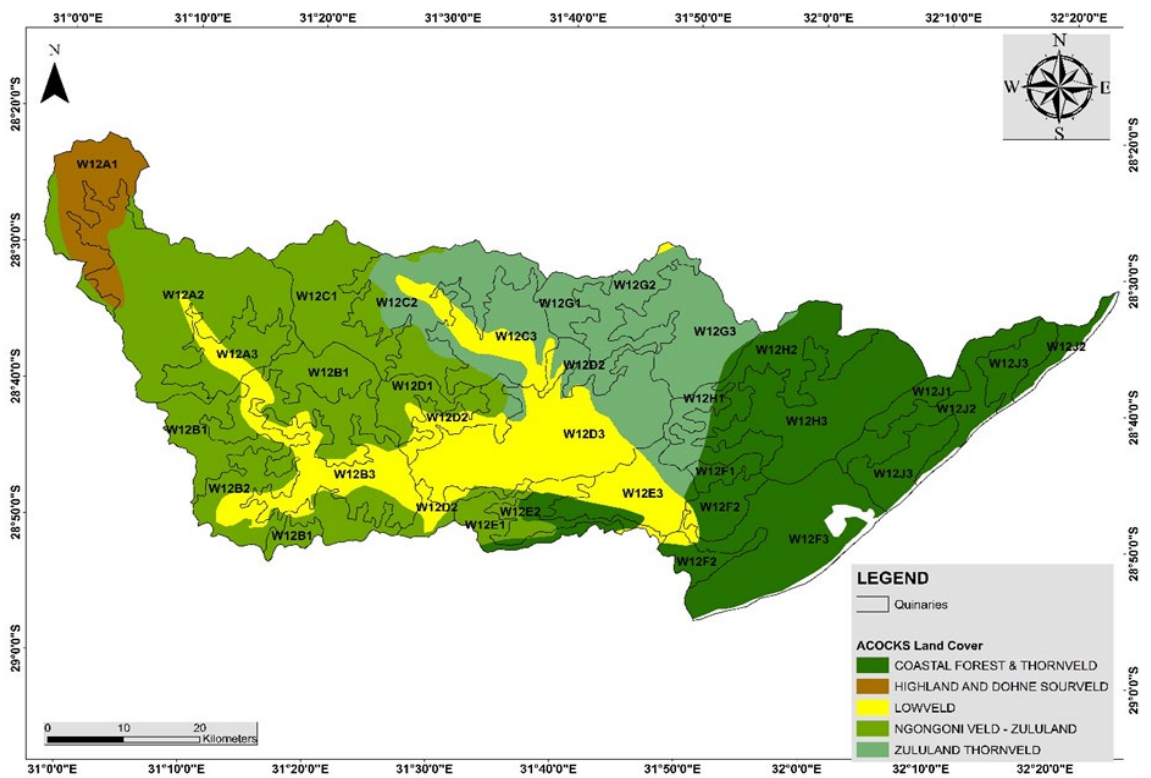 31°0'0"E 31°10'0"E 31°20'0"E 31°30'0"E 31°40'0"E 31°50'0"E 32°0'0"E 32°10'0"E 32°20'0"E
N
N
W E
S
28°20'0"S
28°20'0"S
W12A1
28°30'0"S
28°30'0"S
W12A2
W12C1
W12C2
W12G1
W12G2
W12G3
W12C3
W12A3
W12B1
W12D1
W12D2
W12H2
W12J2
W12J3
28°40'0"S
28°40'0"S
W12H1
W12J1
W12J2
W12B1
W12D2
W12D3
W12H3
W12B3
W12F1
W12J3
W12B2
W12E3
28°50'0"S
28°50'0"S
W12D2
W12E2
W12F2
W12E1
W12B1
W12F3
W12F2
29°0'0"S
29°0'0"S
LEGEND
Quinaries
ACOCKS Land Cover
COASTAL FOREST & THORNVELD
HIGHLAND AND DOHNE SOURVELD
LOWVELD
NGONGONI VELD - ZULULAND
ZULULAND THORNVELD
0 10 20
Kilometers
31°0'0"E 31°10'0"E 31°20'0"E 31°30'0"E 31°40'0"E 31°50'0"E 32°0'0"E 32°10'0"E 32°20'0"E